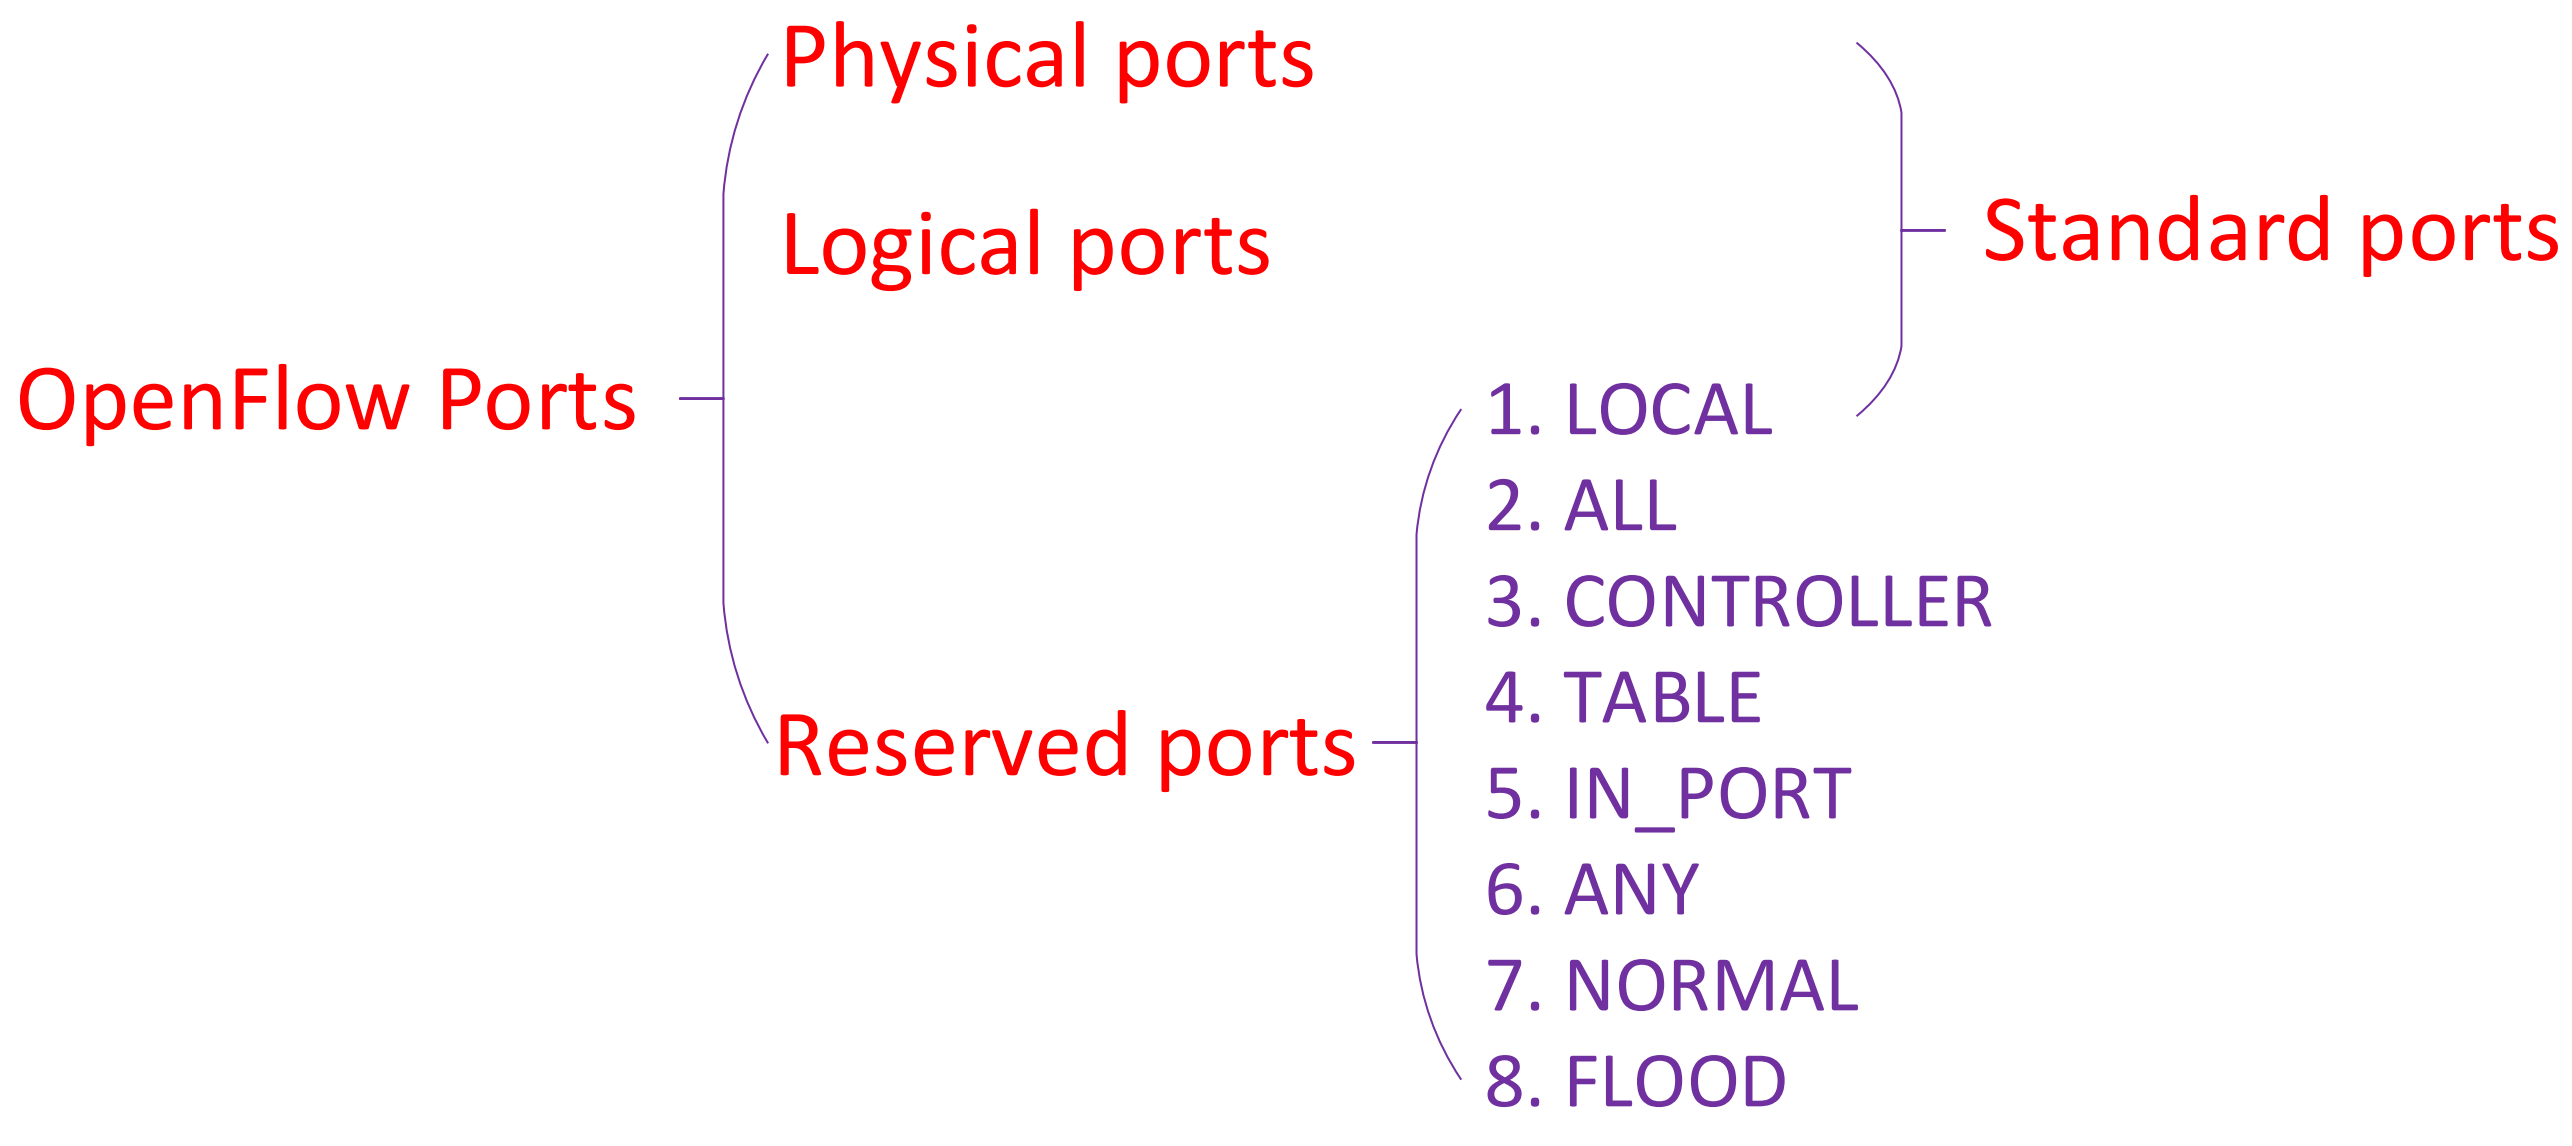 Physical ports
Logical ports
Standard ports
OpenFlow Ports
1. LOCAL
2. ALL
3. CONTROLLER
4. TABLE
Reserved ports
5. IN_PORT
6. ANY
7. NORMAL
8. FLOOD